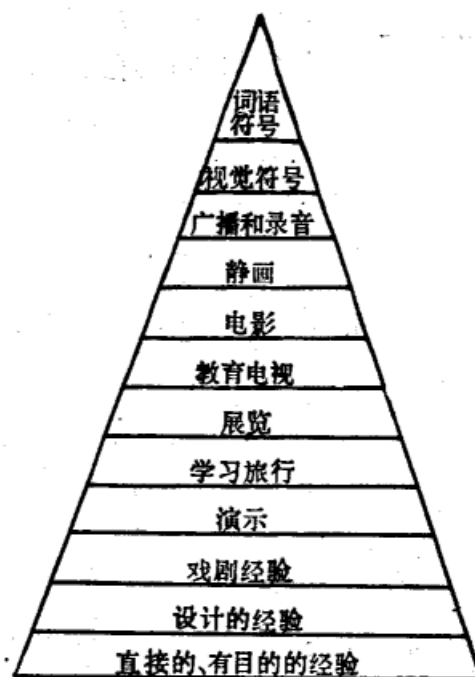 词语
符号
视觉符号
广播和录音
静画
电影
教育电视
展览
学习旅行
演示
戏剧经验
设计的经验
直接的、有目的的经验